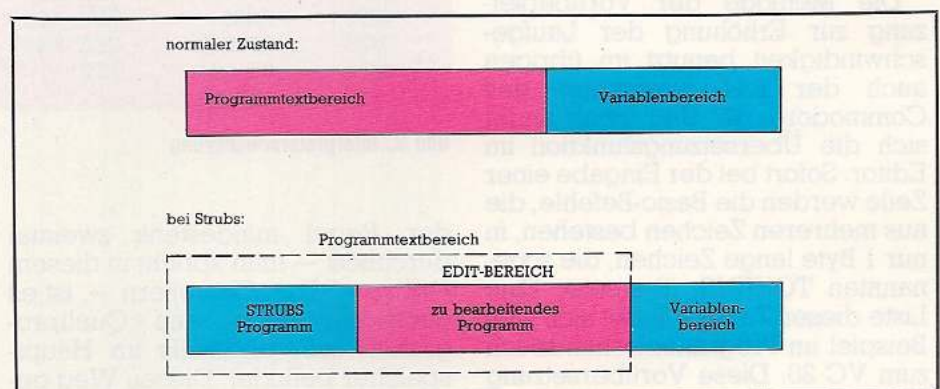 normaler Zustand:
Programmtextbereich
Variablenbereich
bei Strubs:
Programmtextbereich
EDIT-BEREICH
STRUBS
Programm
zu bearbeitendes
Programm
Variablen-
bereich